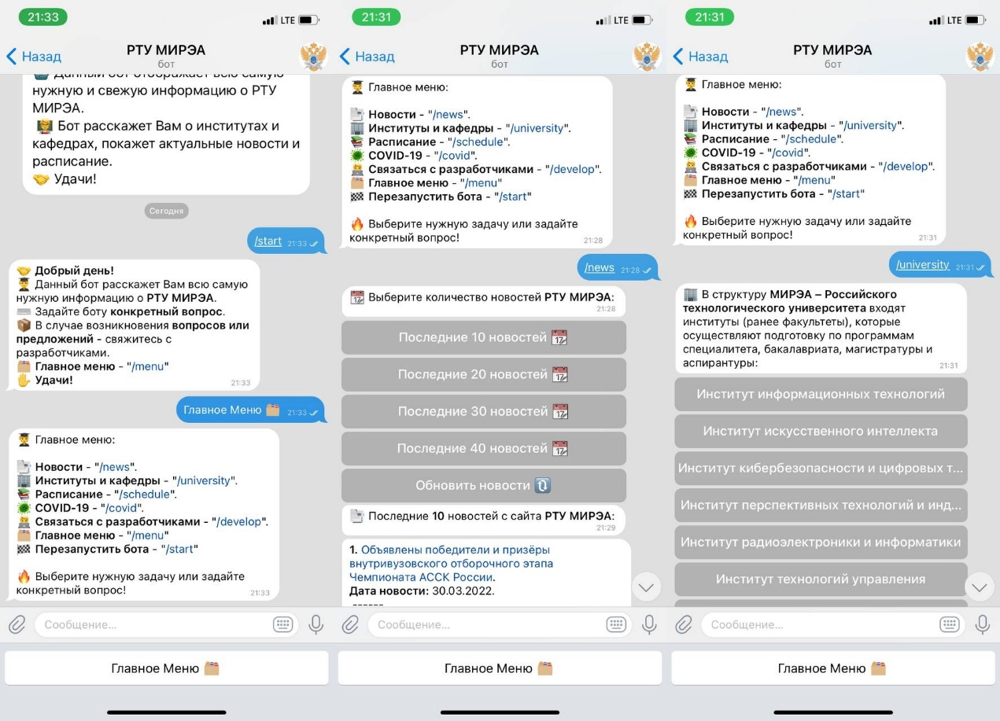 21:33
LTE
Назад
РТУ МИРЭА
бот
Данный бот отображает всю самую
нужную и свежую информацию о РТУ
МИРЭА.
Бот расскажет Вам о институтах и
кафедрах, покажет актуальные новости и
расписание.
Удачи!
Сегодня
/start 21:33
Добрый день!
Данный бот расскажет Вам всю самую
нужную информацию о РТУ МИРЭА.
Задайте боту конкретный вопрос.
В случае возникновения вопросов или
предложений - свяжитесь с
разработчиками.
Главное меню - "/menu"
Удачи!
21:33
Главное Меню 21:33
Главное меню:
Новости - "/news".
Институты и кафедры - "/university".
Расписание - "/schedule".
COVID-19 - "/covid".
Связаться с разработчиками - "/develop".
Главное меню - "/menu"
Перезапустить бота - "/start"
Выберите нужную задачу или задайте
конкретный вопрос!
21:33
Сообщение...
Главное Меню
21:31
LTE
Назад
РТУ МИРЭА
бот
Главное меню:
Новости - "/news".
Институты и кафедры - "/university".
Расписание - "/schedule".
COVID-19 - "/covid".
Связаться с разработчиками - "/develop".
Главное меню - "/menu"
Перезапустить бота - "/start"
Выберите нужную задачу или задайте
конкретный вопрос!
21:28
/news 21:28
Выберите количество новостей РТУ МИРЭА:
21:28
Последние 10 новостей
Последние 20 новостей
Последние 30 новостей
Последние 40 новостей
Обновить новости
Последние 10 новостей с сайта РТУ МИРЭА:
21:29
1. Объявлены победители и призёры
внутривузовского отборочного этапа
Чемпионата АССК России.
Дата новости: 30.03.2022.
Сообщение...
Главное Меню
21:31
LTE
Назад
РТУ МИРЭА
бот
Главное меню:
Новости - "/news".
Институты и кафедры - "/university".
Расписание - "/schedule".
COVID-19 - "/covid".
Связаться с разработчиками - "/develop".
Главное меню - "/menu"
Перезапустить бота - "/start"
Выберите нужную задачу или задайте
конкретный вопрос!
21:31
/university 21:31
В структуру МИРЭА – Российского
технологического университета входят
институты (ранее факультеты), которые
осуществляют подготовку по программам
специалитета, бакалавриата, магистратуры и
аспирантуры:
21:31
Институт информационных технологий
Институт искусственного интеллекта
Институт кибербезопасности и цифровых т...
Институт перспективных технологий и инд...
Институт радиоэлектроники и информатики
Институт технологий управления
Сообщение...
Главное Меню